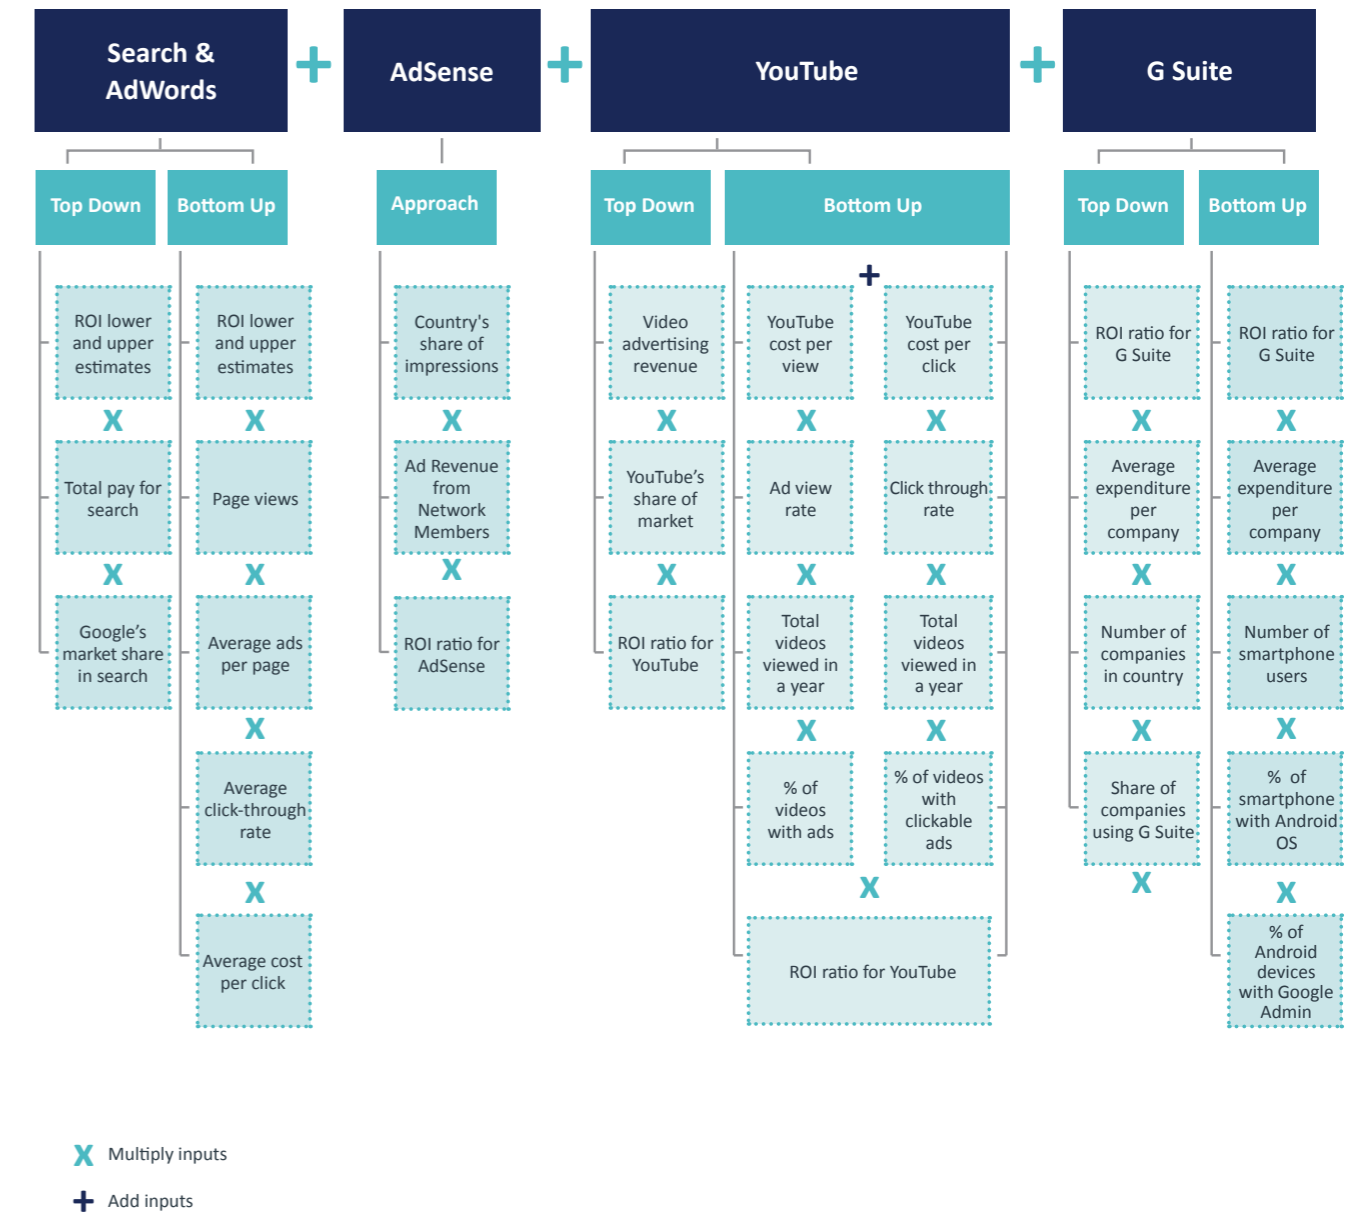 Search &
AdWords
+
AdSense
+
YouTube
+
G Suite
Top Down
Bottom Up
Approach
Top Down
Bottom Up
Top Down
Bottom Up
ROI lower
and upper
estimates
X
Total pay for
search
X
Google's
market share
in search
ROI lower
and upper
estimates
X
Page views
X
Average ads
per page
X
Average
click-through
rate
X
Average cost
per click
Country's
share of
impressions
X
Ad Revenue
from
Network
Members
X
ROI ratio for
AdSense
Video
advertising
revenue
X
YouTube's
share of
market
X
ROI ratio for
YouTube
+
YouTube
cost per
view
X
Ad view
rate
X
Total
videos
viewed in
a year
X
% of
videos
with ads
YouTube
cost per
click
X
Click through
rate
X
Total
videos
viewed in
a year
X
% of videos
with
clickable
ads
X
ROI ratio for YouTube
ROI ratio for
G Suite
X
Average
expenditure
per
company
X
Number of
companies
in country
X
Share of
companies
using G Suite
X
ROI ratio for
G Suite
X
Average
expenditure
per
company
X
Number of
smartphone
users
X
% of
smartphone
with Android
OS
X
% of
Android
devices
with Google
Admin
X Multiply inputs
+ Add inputs